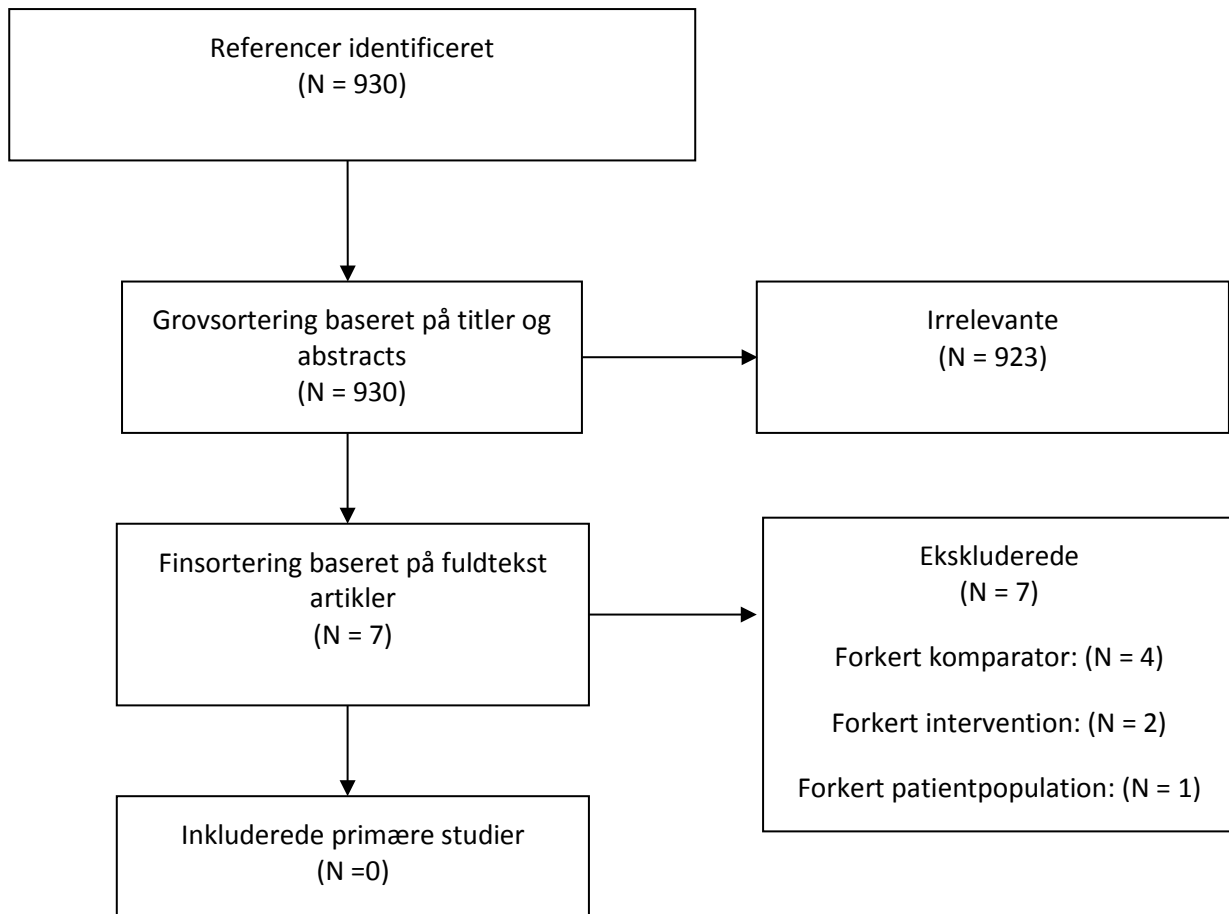 Referencer identificeret
(N = 930)
Grovsortering baseret på titler og
abstracts
(N = 930)
Irrelevante
(N = 923)
Finsortering baseret på fuldtekst
artikler
(N = 7)
Ekskluderede
(N = 7)
Forkert komparator: (N = 4)
Forkert intervention: (N = 2)
Forkert patientpopulation: (N = 1)
Inkluderede primære studier
(N =0)